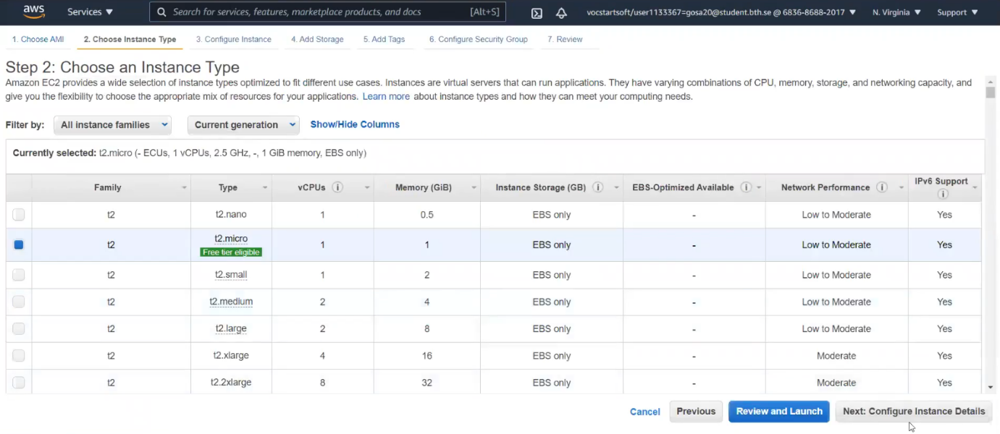 aws Services Search for services, features, marketplace products, and docs [Alt+S] vocstartsoft/user1133367=gosa20@student.bth.se @ 6836-8688-2017 N. Virginia Support
1. Choose AMI 2. Choose Instance Type 3. Configure Instance 4. Add Storage 5. Add Tags 6. Configure Security Group 7. Review
Step 2: Choose an Instance Type
Amazon EC2 provides a wide selection of instance types optimized to fit different use cases. Instances are virtual servers that can run applications. They have varying combinations of CPU, memory, storage, and networking capacity, and
give you the flexibility to choose the appropriate mix of resources for your applications. Learn more about instance types and how they can meet your computing needs.
Filter by: All instance families Current generation Show/Hide Columns
Currently selected: t2.micro (- ECUs, 1 vCPUs, 2.5 GHz, -, 1 GiB memory, EBS only)
Family Type vCPUs i Memory (GiB) Instance Storage (GB) i EBS-Optimized Available i Network Performance i IPv6 Support i
t2 t2.nano 1 0.5 EBS only - Low to Moderate Yes
t2 t2.micro Free tier eligible 1 1 EBS only - Low to Moderate Yes
t2 t2.small 1 2 EBS only - Low to Moderate Yes
t2 t2.medium 2 4 EBS only - Low to Moderate Yes
t2 t2.large 2 8 EBS only - Low to Moderate Yes
t2 t2.xlarge 4 16 EBS only - Moderate Yes
t2 t2.2xlarge 8 32 EBS only - Moderate Yes
Cancel Previous Review and Launch Next: Configure Instance Details